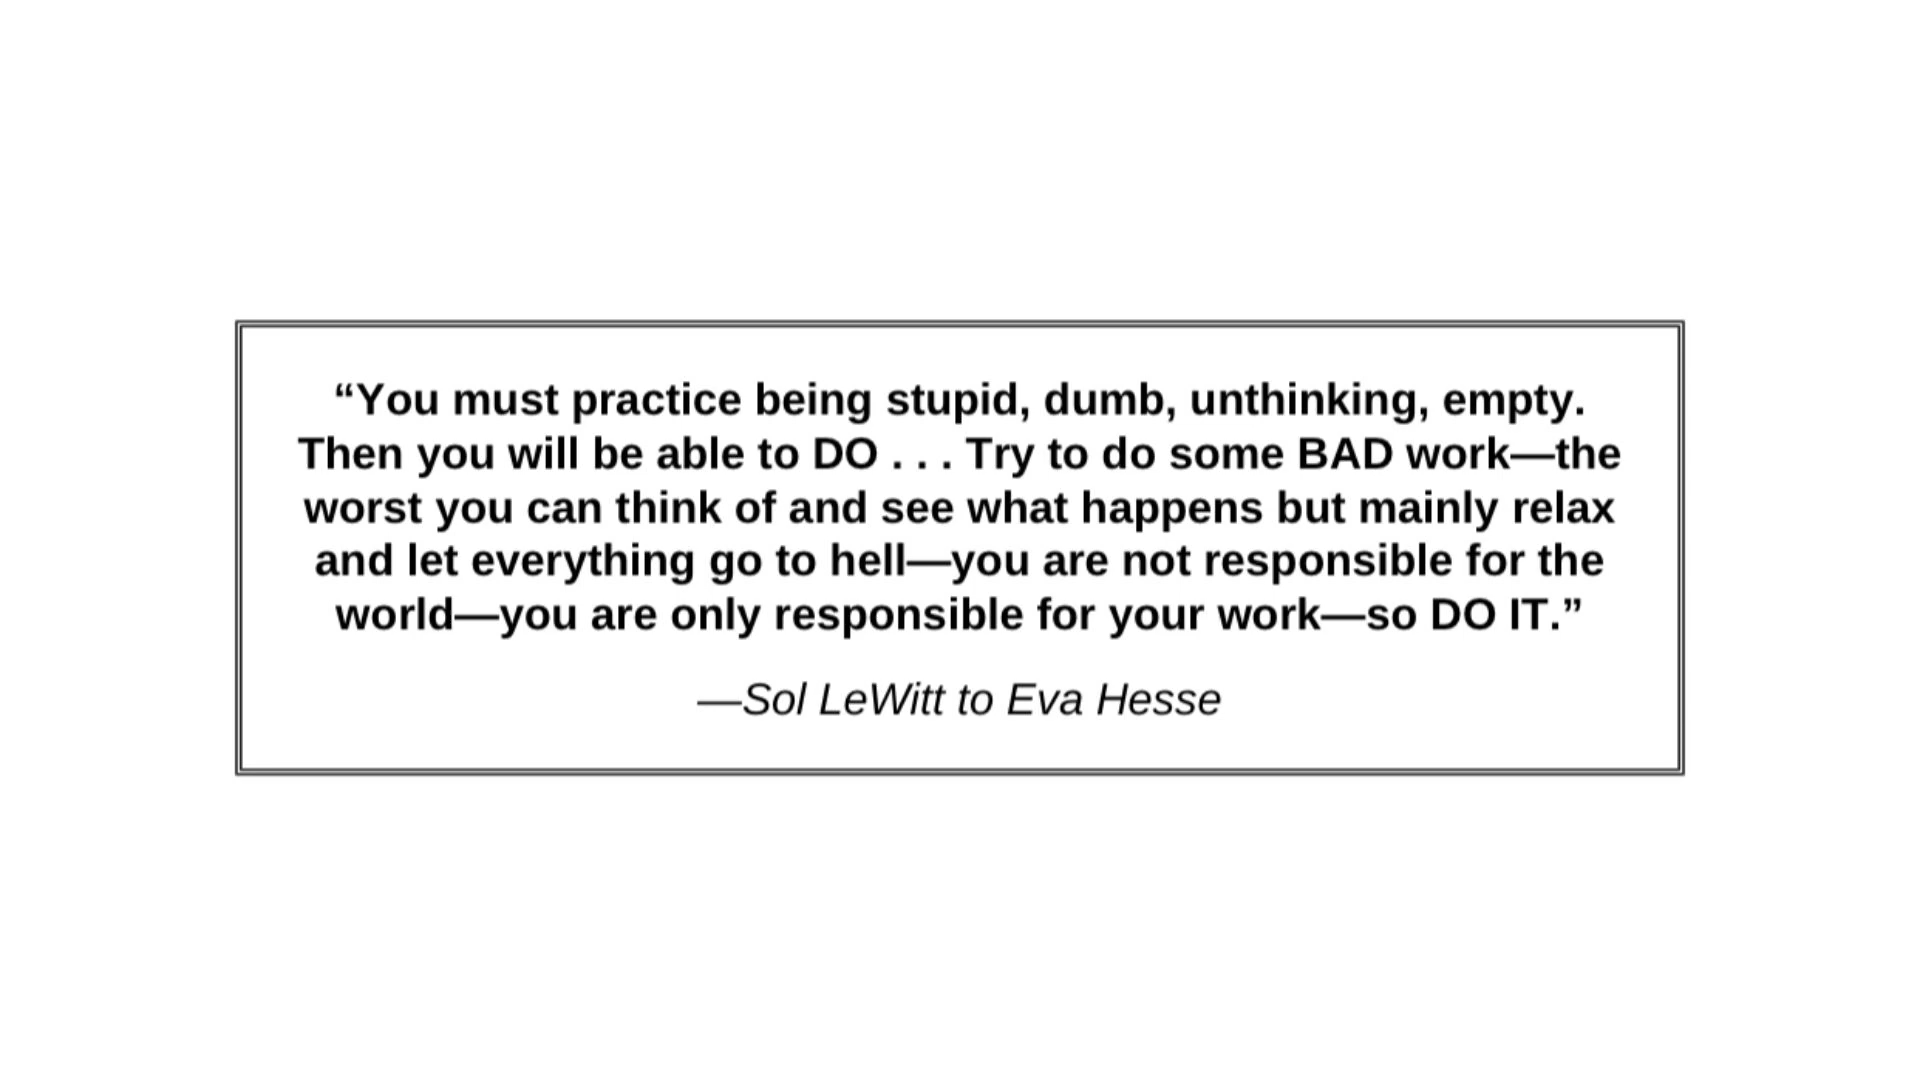 “You must practice being stupid, dumb, unthinking, empty.
Then you will be able to DO . . . Try to do some BAD work—the
worst you can think of and see what happens but mainly relax
and let everything go to hell—you are not responsible for the
world—you are only responsible for your work—so DO IT.”
—Sol LeWitt to Eva Hesse